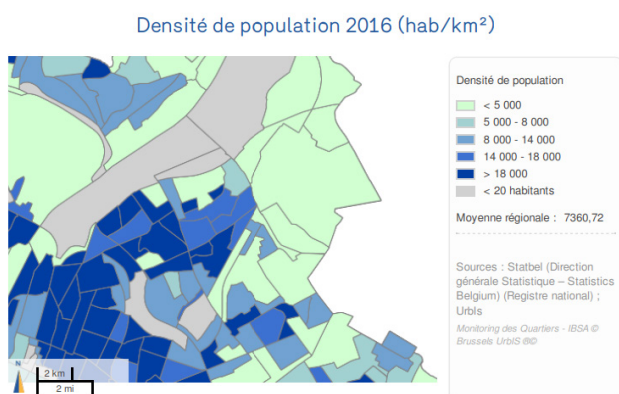 Densité de population 2016 (hab/km²)
Densité de population
< 5 000
5 000 - 8 000
8 000 - 14 000
14 000 - 18 000
> 18 000
< 20 habitants
Moyenne régionale : 7360,72
Sources : Statbel (Direction
générale Statistique – Statistics
Belgium) (Registre national) ;
UrbIs
Monitoring des Quartiers - IBSA ©
Brussels UrbIS ®©
N
2 km
2 mi